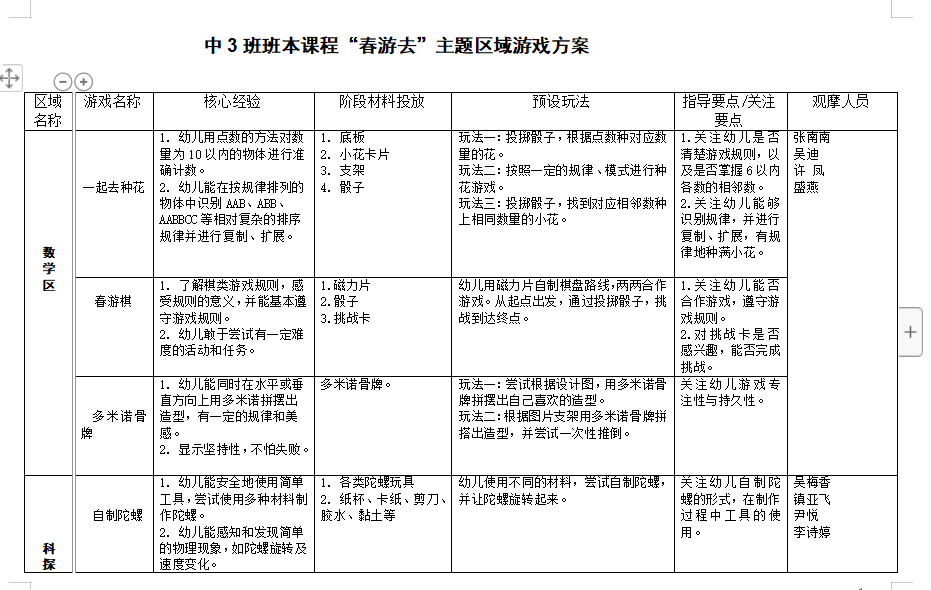 中3班班本课程“春游去”主题区域游戏方案
区域
名称
游戏名称
核心经验
阶段材料投放
预设玩法
指导要点/关注
要点
观摩人员
数
学
区
一起去种花
1. 幼儿用点数的方法对数
量为10以内的物体进行准
确计数。
2. 幼儿能在按规律排列的
物体中识别 AAB、ABB、
AABBCC 等相对复杂的排序
规律并进行复制、扩展。
1. 底板
2. 小花卡片
3. 支架
4. 骰子
玩法一：投掷骰子，根据点数种对应数
量的花。
玩法二：按照一定的规律、模式进行种
花游戏。
玩法三：投掷骰子，找到对应相邻数种
上相同数量的小花。
1.关注幼儿是否
清楚游戏规则，以
及是否掌握6以内
各数的相邻数。
2.关注幼儿能够
识别规律，并进行
复制、扩展，有规
律地种满小花。
张南南
吴迪
许 凤
盛燕
春游棋
1. 了解棋类游戏规则，感
受规则的意义，并能基本遵
守游戏规则。
2. 幼儿敢于尝试有一定难
度的活动和任务。
1.磁力片
2.骰子
3.挑战卡
幼儿用磁力片自制棋盘路线，两两合作
游戏。从起点出发，通过投掷骰子，挑
战到达终点。
1.关注幼儿能否
合作游戏，遵守游
戏规则。
2.对挑战卡是否
感兴趣，能否完成
挑战。
多米诺骨
牌
1. 幼儿能同时在水平或垂
直方向上用多米诺拼摆出
造型，有一定的规律和美
感。
2. 显示坚持性，不怕失败。
多米诺骨牌。
玩法一：尝试根据设计图，用多米诺骨
牌拼摆出自己喜欢的造型。
玩法二：根据图片支架用多米诺骨牌拼
搭出造型，并尝试一次性推倒。
关注幼儿游戏专
注性与持久性。
科
探
自制陀螺
1. 幼儿能安全地使用简单
工具，尝试使用多种材料制
作陀螺。
2. 幼儿能感知和发现简单
的物理现象，如陀螺旋转及
速度变化。
1. 各类陀螺玩具
2. 纸杯、卡纸、剪刀、
胶水、黏土等
幼儿使用不同的材料，尝试自制陀螺，
并让陀螺旋转起来。
关注幼儿自制陀
螺的形式，在制作
过程中工具的使
用。
吴梅香
镇亚飞
尹悦
李诗婷